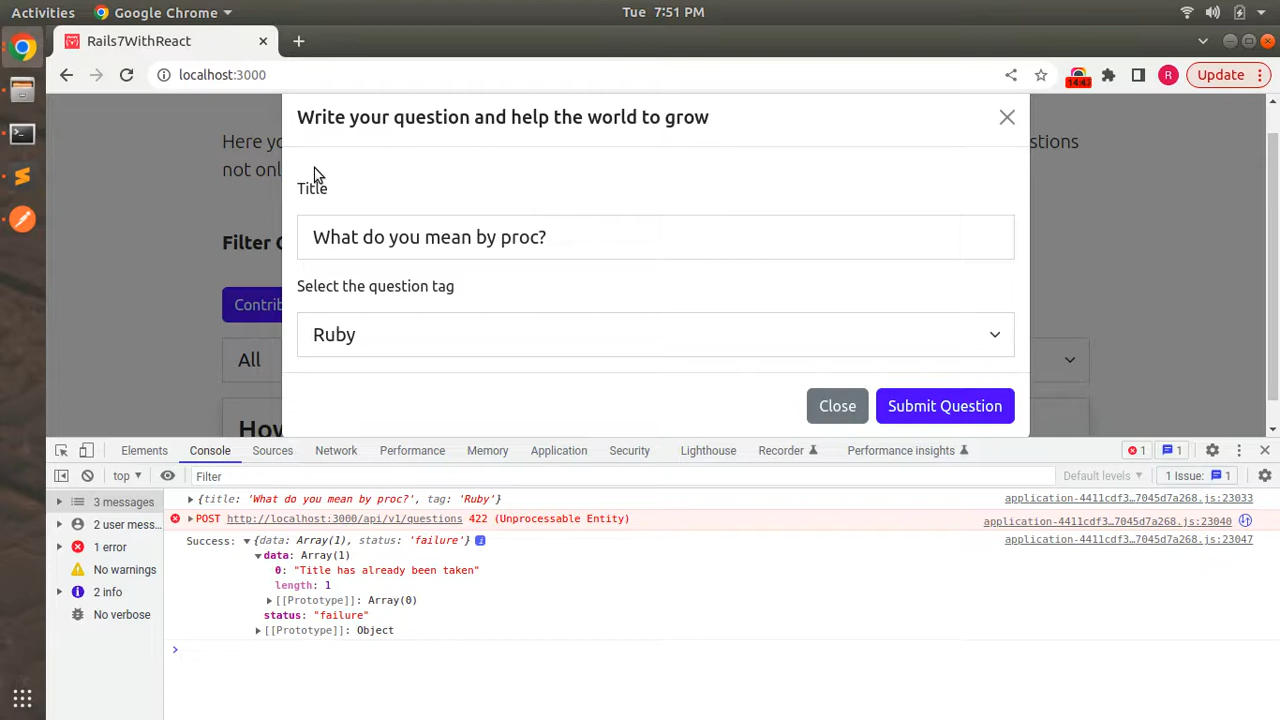 Activities Google Chrome Tue 7:51 PM
Rails7WithReact
localhost:3000 14:47 R Update
Write your question and help the world to grow
Here yo stions
not onl
Title
What do you mean by proc?
Filter C
Select the question tag
Contrib
Ruby
All
Close Submit Question
How
Elements Console Sources Network Performance Memory Application Security Lighthouse Recorder Performance insights 1 1
top Filter Default levels 1 Issue: 1
3 messages {title: 'What do you mean by proc?', tag: 'Ruby'} application-4411cdf3…7045d7a268.js:23033
2 user mess… POST http://localhost:3000/api/v1/questions 422 (Unprocessable Entity) application-4411cdf3…7045d7a268.js:23040
1 error Success: {data: Array(1), status: 'failure'} i application-4411cdf3…7045d7a268.js:23047
data: Array(1)
No warnings 0: "Title has already been taken"
2 info length: 1
[[Prototype]]: Array(0)
No verbose status: "failure"
[[Prototype]]: Object